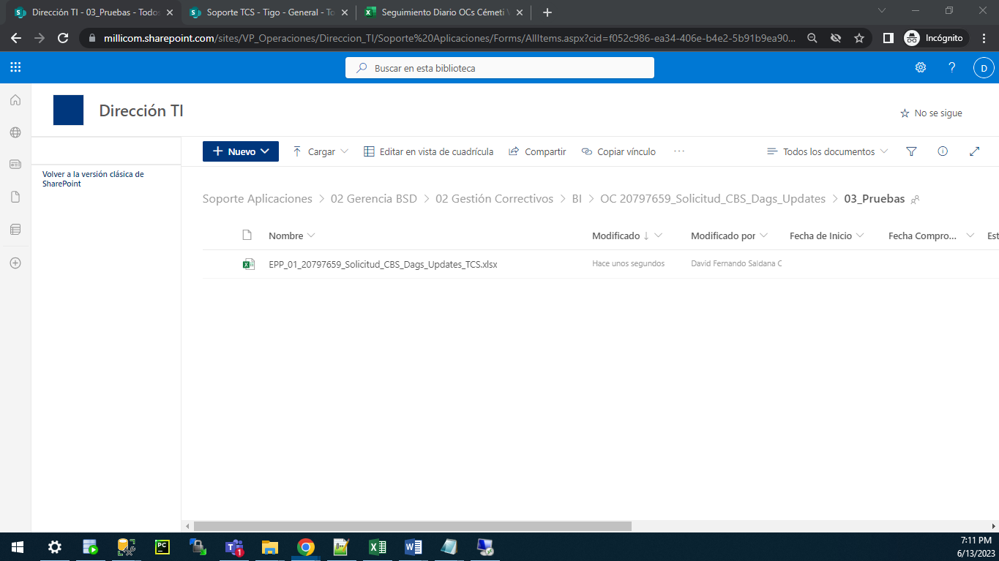 Dirección TI - 03_Pruebas - Todos
Soporte TCS - Tigo - General - To
Seguimiento Diario OCs Cémeti V
millicom.sharepoint.com/sites/VP_Operaciones/Direccion_TI/Soporte%20Aplicaciones/Forms/AllItems.aspx?cid=f052c986-ea34-406e-b4e2-5b91b9ea90...
Incógnito
Buscar en esta biblioteca
?
D
Dirección TI
No se sigue
Nuevo
Cargar
Editar en vista de cuadrícula
Compartir
Copiar vínculo
...
Todos los documentos
Volver a la versión clásica de
SharePoint
Soporte Aplicaciones > 02 Gerencia BSD > 02 Gestión Correctivos > BI > OC 20797659_Solicitud_CBS_Dags_Updates > 03_Pruebas
Nombre
Modificado
Modificado por
Fecha de Inicio
Fecha Compro...
Est
EPP_01_20797659_Solicitud_CBS_Dags_Updates_TCS.xlsx
Hace unos segundos
David Fernando Saldana C
PC
1
7:11 PM
6/13/2023